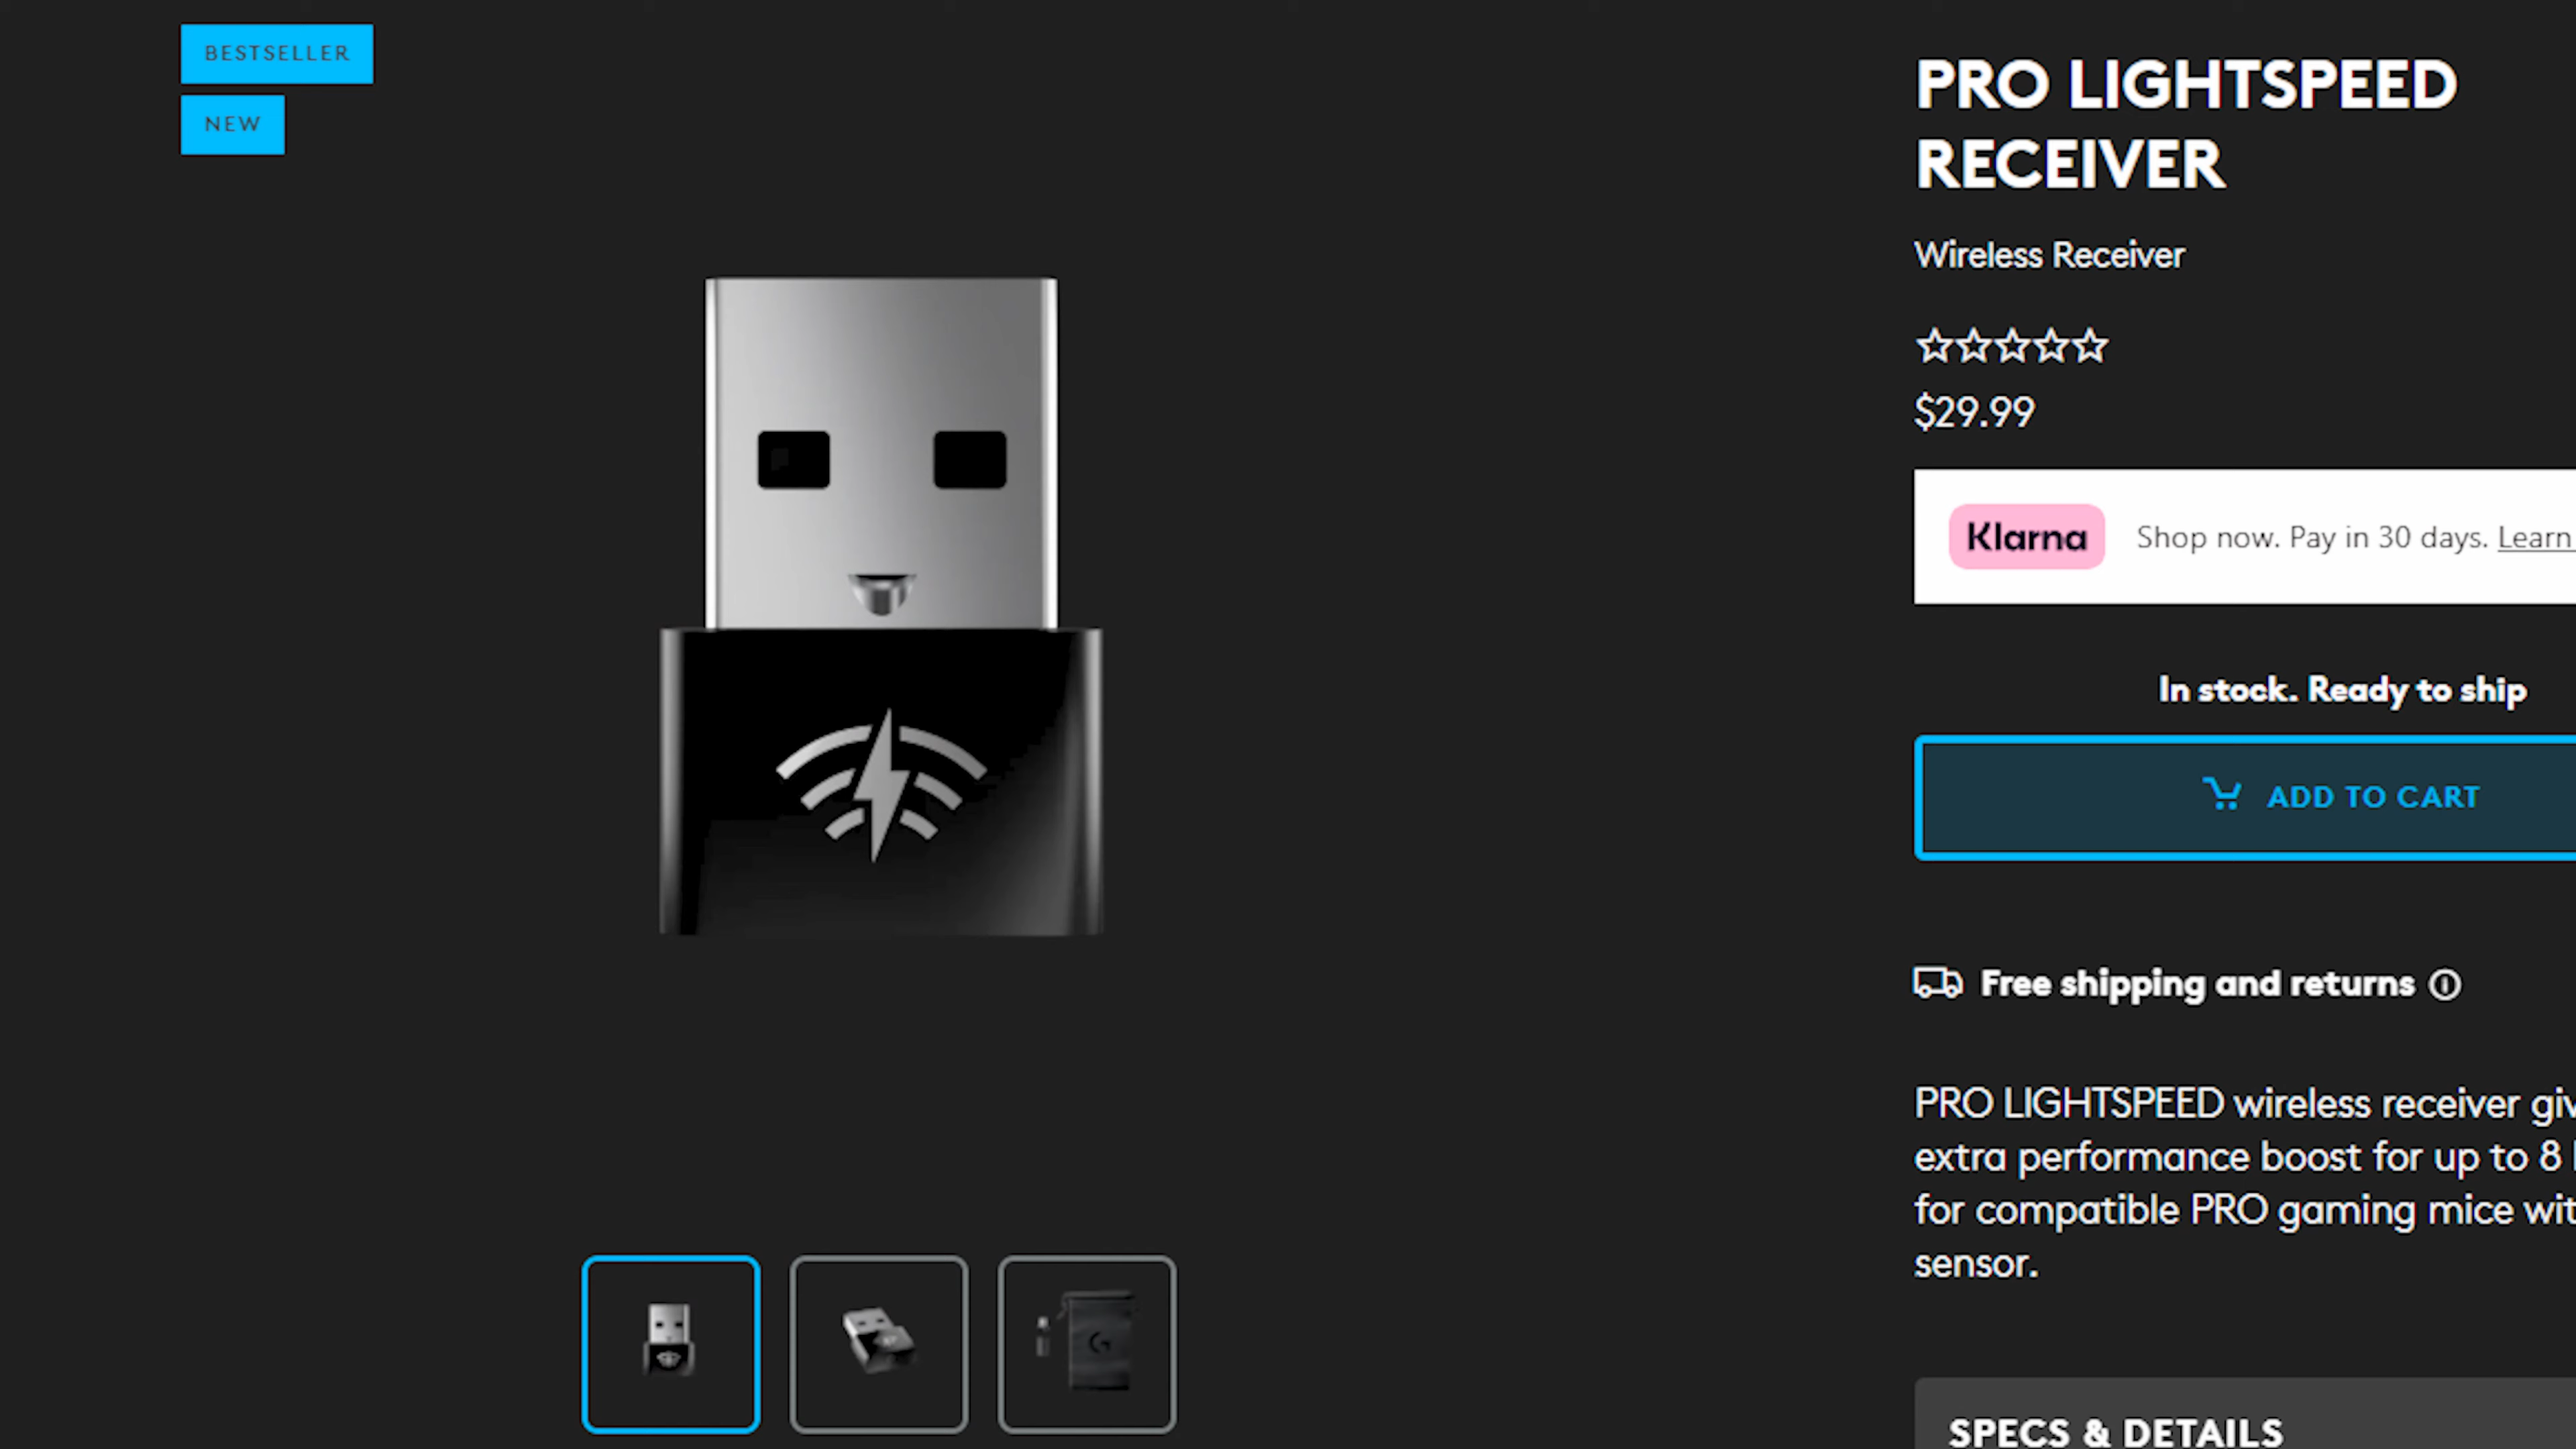 BESTSELLER
NEW
PRO LIGHTSPEED
RECEIVER
Wireless Receiver
$29.99
Klarna Shop now. Pay in 30 days. Learn
In stock. Ready to ship
ADD TO CART
Free shipping and returns
PRO LIGHTSPEED wireless receiver giv
extra performance boost for up to 8
for compatible PRO gaming mice wit
sensor.
SPECS & DETAILS